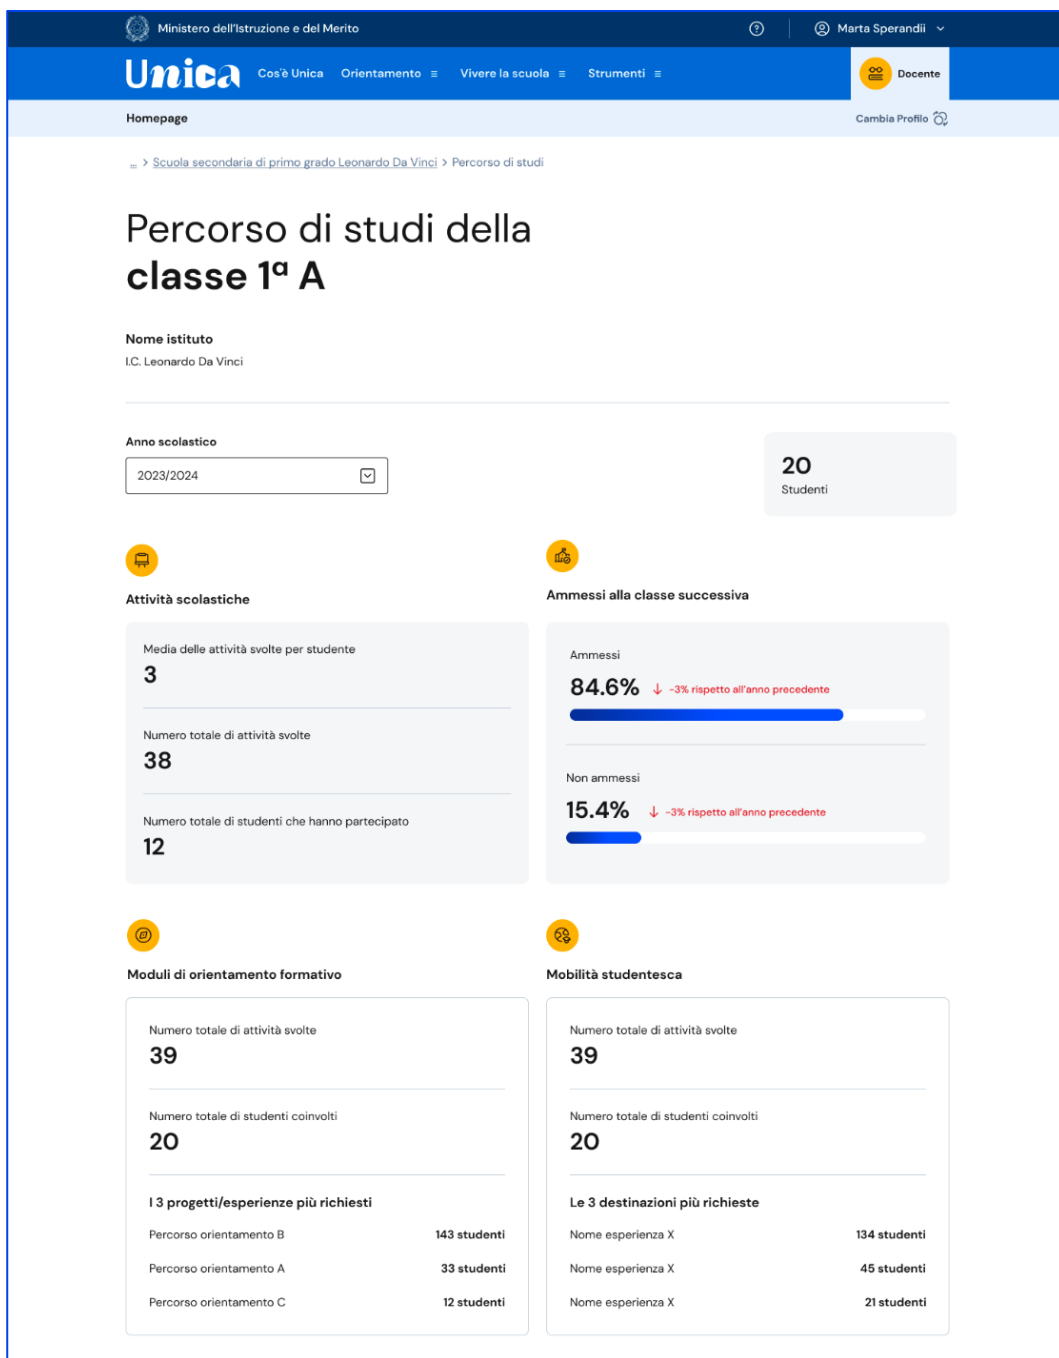 Ministero dell'Istruzione e del Merito
Marta Sperandii
Unica
Cos'è Unica Orientamento Vivere la scuola Strumenti
Docente
Homepage
Cambia Profilo
... > Scuola secondaria di primo grado Leonardo Da Vinci > Percorso di studi
Percorso di studi della
classe 1ª A
Nome istituto
I.C. Leonardo Da Vinci
Anno scolastico
2023/2024
20
Studenti
Attività scolastiche
Media delle attività svolte per studente
3
Numero totale di attività svolte
38
Numero totale di studenti che hanno partecipato
12
Ammessi alla classe successiva
Ammessi
84.6% ↓ -3% rispetto all'anno precedente
Non ammessi
15.4% ↓ -3% rispetto all'anno precedente
Moduli di orientamento formativo
Numero totale di attività svolte
39
Numero totale di studenti coinvolti
20
I 3 progetti/esperienze più richiesti
Percorso orientamento B 143 studenti
Percorso orientamento A 33 studenti
Percorso orientamento C 12 studenti
Mobilità studentesca
Numero totale di attività svolte
39
Numero totale di studenti coinvolti
20
Le 3 destinazioni più richieste
Nome esperienza X 134 studenti
Nome esperienza X 45 studenti
Nome esperienza X 21 studenti